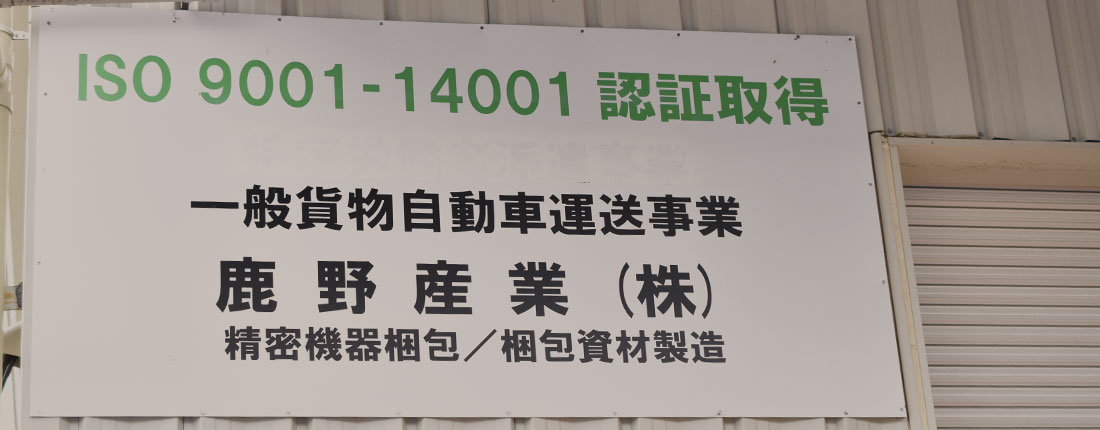 ISO 9001-14001 認証取得
一般貨物自動車運送事業
鹿野産業（株）
精密機器梱包／梱包資材製造